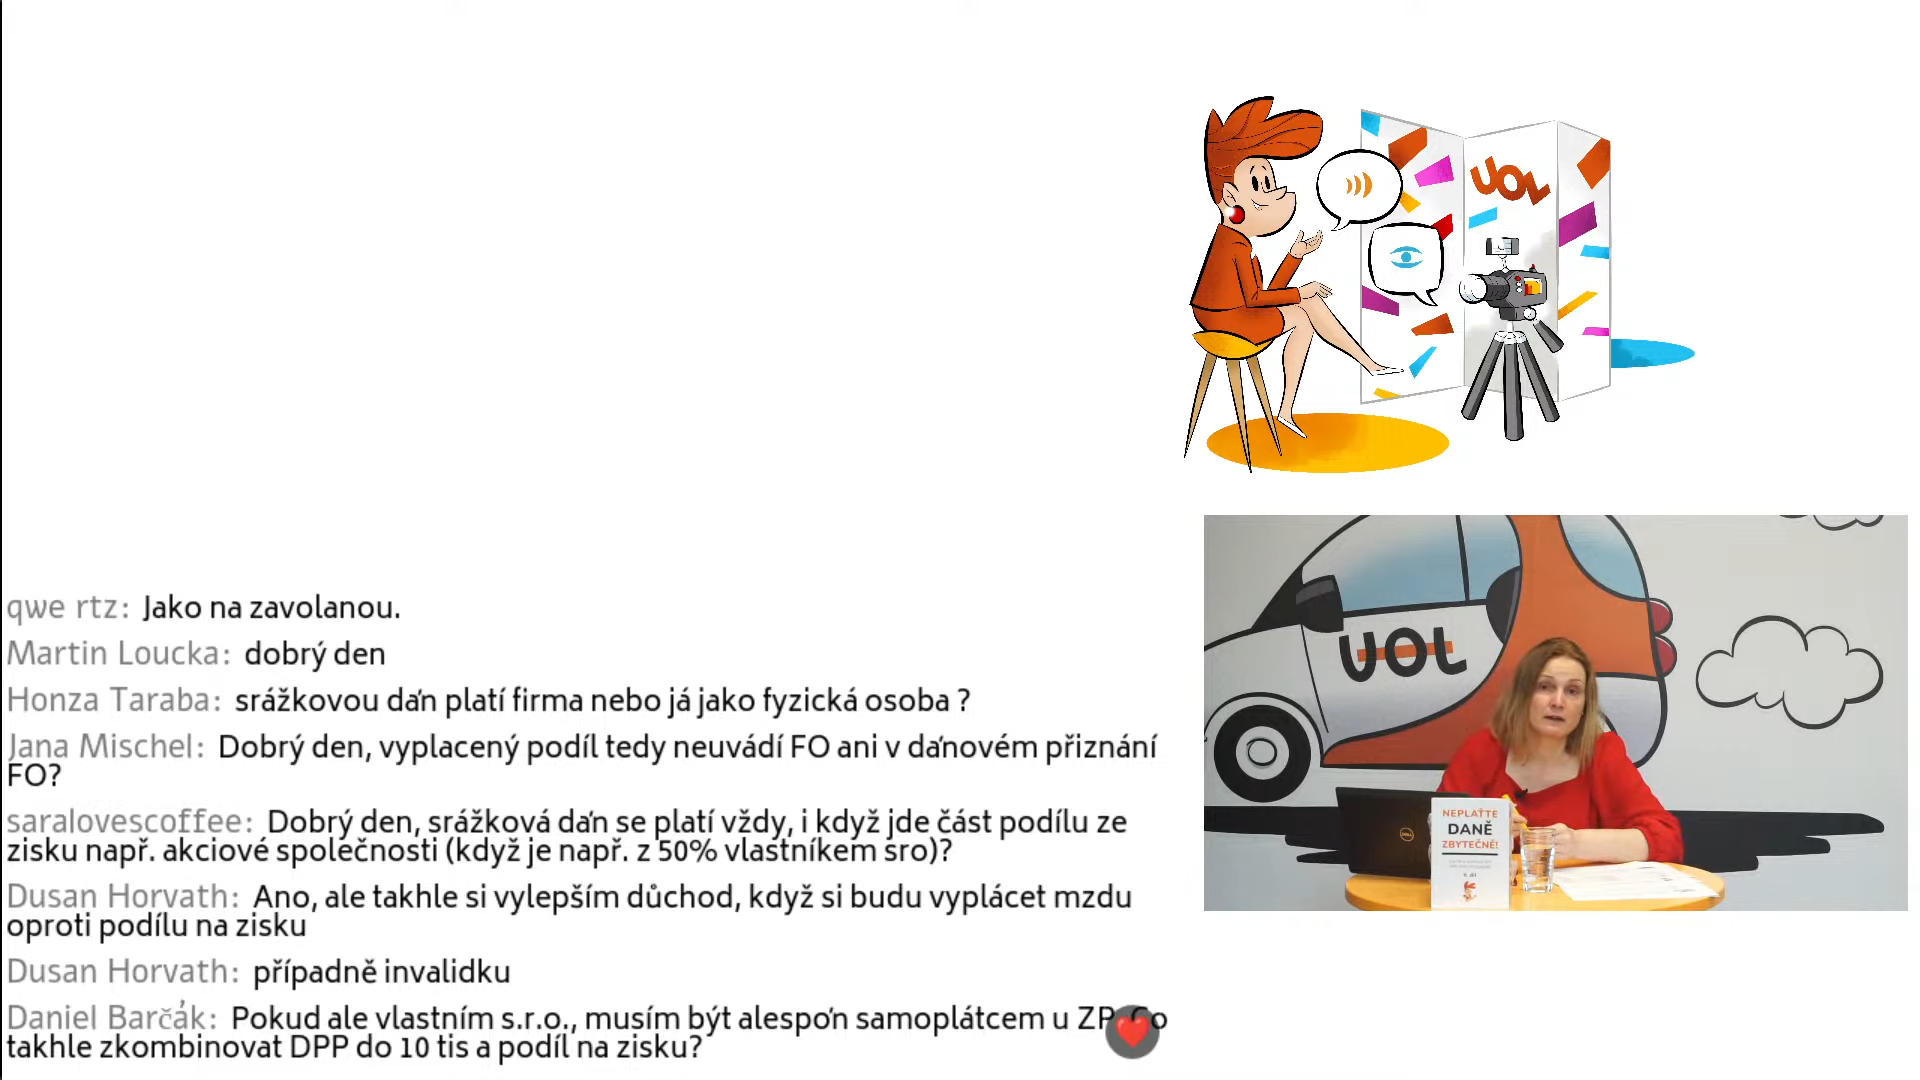 qwe rtz: Jako na zavolanou.
Martin Loucka: dobrý den
Honza Taraba: srážkovou daň platí firma nebo já jako fyzická osoba ?
Jana Mischel: Dobrý den, vyplacený podíl tedy neuvádí FO ani v daňovém přiznání
FO?
saralovescoffee: Dobrý den, srážková daň se platí vždy, i když jde část podílu ze
zisku např. akciové společnosti (když je např. z 50% vlastníkem sro)?
Dusan Horvath: Ano, ale takhle si vylepším důchod, když si budu vyplácet mzdu
oproti podílu na zisku
Dusan Horvath: případně invalidku
Daniel Barčák: Pokud ale vlastním s.r.o., musím být alespoň samoplátcem u ZP. Co
takhle zkombinovat DPP do 10 tis a podíl na zisku?
UOL
UOL
DELL
NEPLAŤTE
DANĚ
ZBYTEČNĚ!